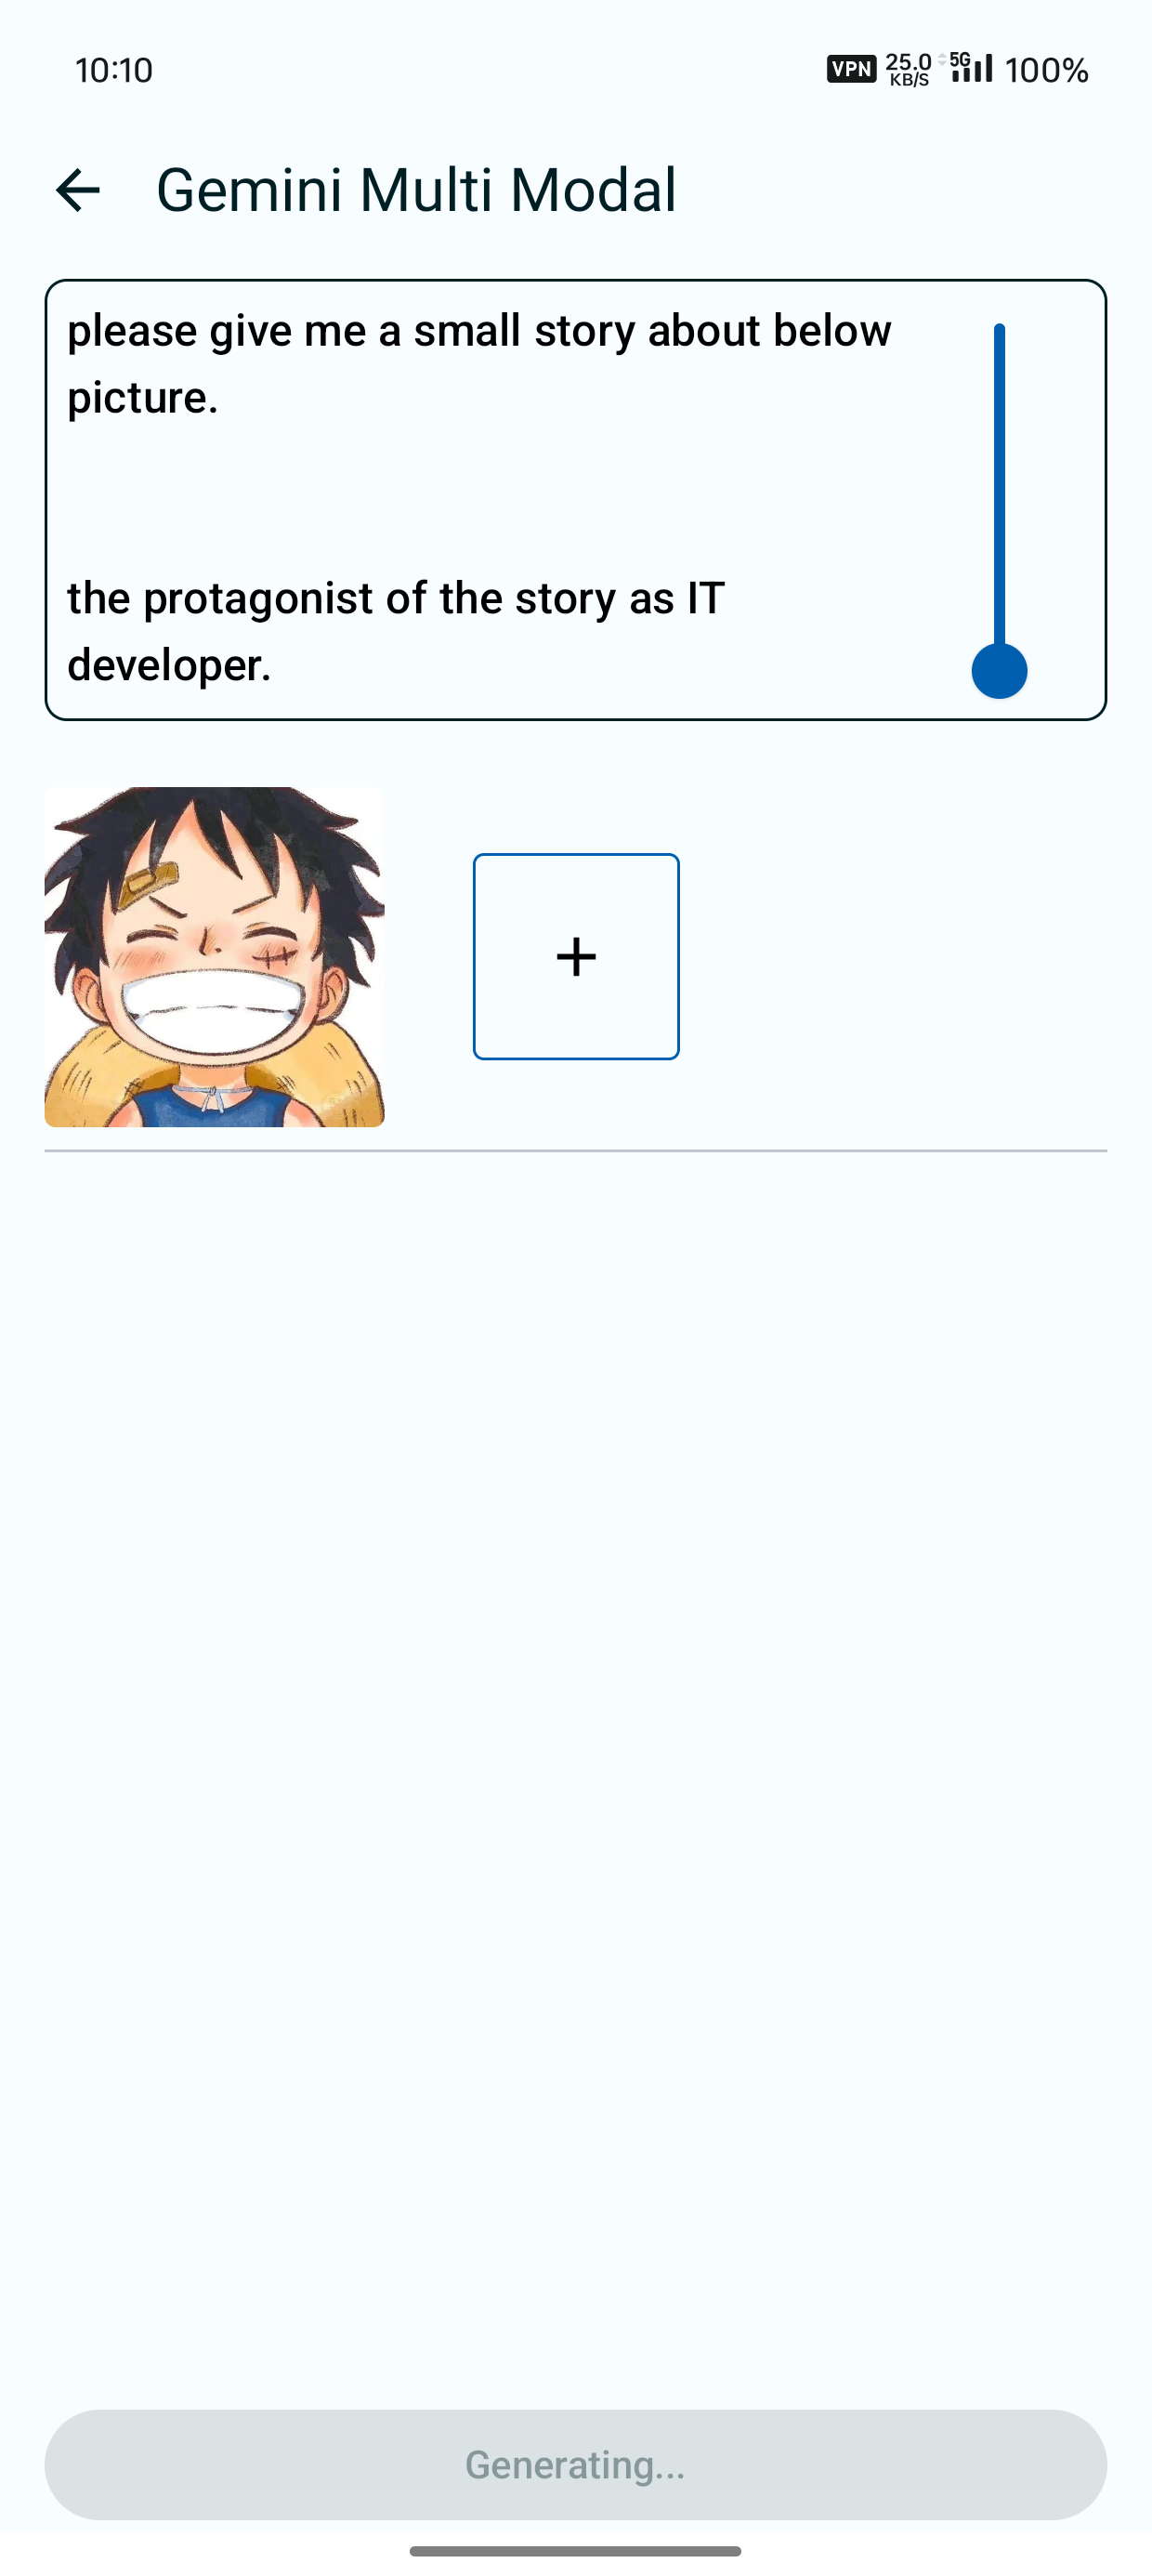 10:10
VPN 25.0 KB/S 5G 100%
Gemini Multi Modal
please give me a small story about below
picture.
the protagonist of the story as IT
developer.
+
Generating...